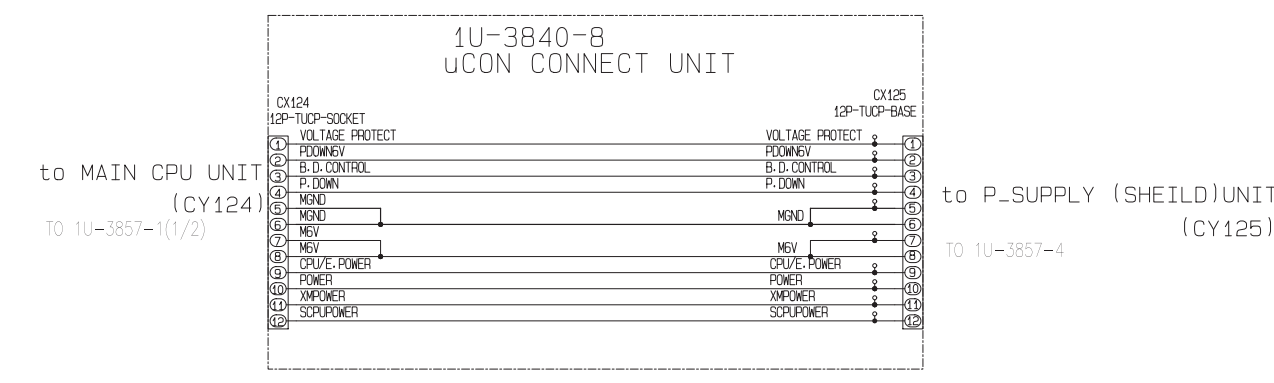 1U-3840-8
uCON CONNECT UNIT
CX124
12P-TUCP-SOCKET
CX125
12P-TUCP-BASE
to MAIN CPU UNIT
(CY124)
TO 1U-3857-1(1/2)
1 VOLTAGE PROTECT VOLTAGE PROTECT 1
2 PDOWN6V PDOWN6V 2
3 B.D.CONTROL B.D.CONTROL 3
4 P.DOWN P.DOWN 4
5 MGND 5
6 MGND MGND 6
7 M6V 7
8 M6V M6V 8
9 CPU/E.POWER CPU/E.POWER 9
10 POWER POWER 10
11 XMPOWER XMPOWER 11
12 SCPUPOWER SCPUPOWER 12
to P_SUPPLY (SHEILD)UNIT
(CY125)
TO 1U-3857-4